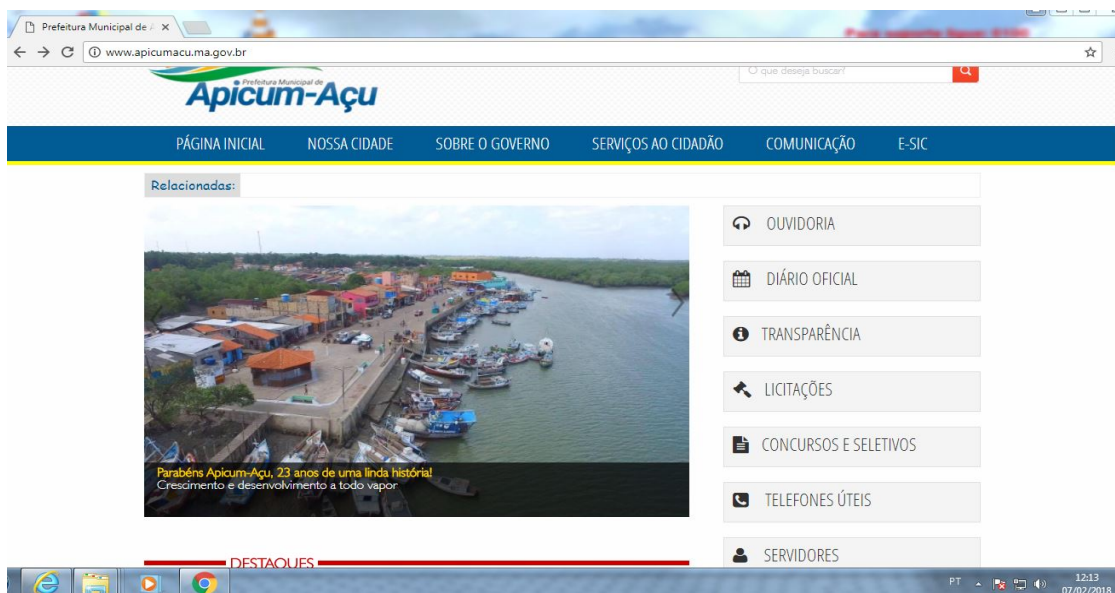 Prefeitura Municipal de A
www.apicumacu.ma.gov.br
Prefeitura Municipal de
Apicum-Açu
O que deseja buscar?
PÁGINA INICIAL NOSSA CIDADE SOBRE O GOVERNO SERVIÇOS AO CIDADÃO COMUNICAÇÃO E-SIC
Relacionadas:
OUVIDORIA
DIÁRIO OFICIAL
TRANSPARÊNCIA
LICITAÇÕES
CONCURSOS E SELETIVOS
TELEFONES ÚTEIS
SERVIDORES
Parabéns Apicum-Açu, 23 anos de uma linda história!
Crescimento e desenvolvimento a todo vapor
DESTAQUES
PT 12:13
07/02/2018